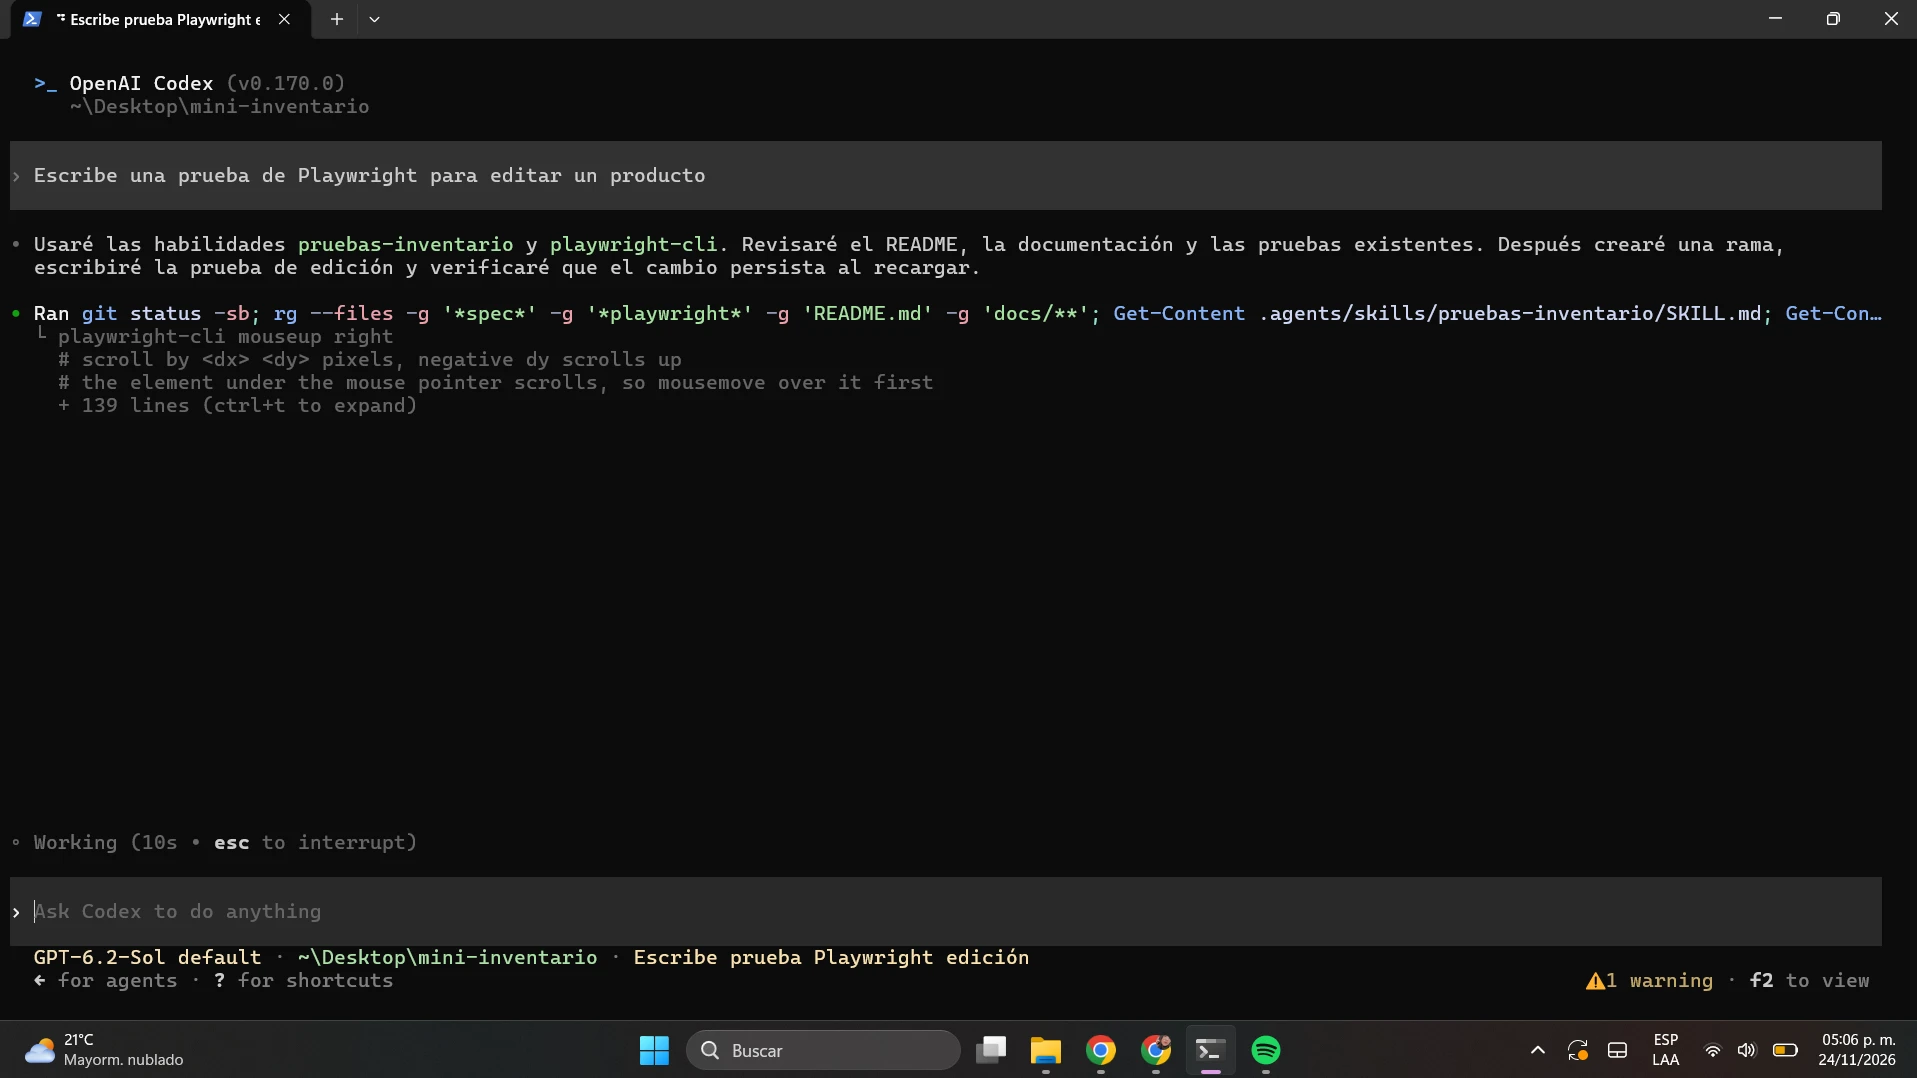 Escribe prueba Playwright e
>_ OpenAI Codex (v0.170.0)
~\Desktop\mini-inventario
› Escribe una prueba de Playwright para editar un producto
• Usaré las habilidades pruebas-inventario y playwright-cli. Revisaré el README, la documentación y las pruebas existentes. Después crearé una rama,
escribiré la prueba de edición y verificaré que el cambio persista al recargar.
• Ran git status -sb; rg --files -g '*spec*' -g '*playwright*' -g 'README.md' -g 'docs/**'; Get-Content .agents/skills/pruebas-inventario/SKILL.md; Get-Con…
└ playwright-cli mouseup right
# scroll by <dx> <dy> pixels, negative dy scrolls up
# the element under the mouse pointer scrolls, so mousemove over it first
+ 139 lines (ctrl+t to expand)
◦ Working (10s • esc to interrupt)
› Ask Codex to do anything
GPT-6.2-Sol default · ~\Desktop\mini-inventario · Escribe prueba Playwright edición
← for agents · ? for shortcuts
⚠1 warning · f2 to view
21°C
Mayorm. nublado
Buscar
ESP
LAA
05:06 p. m.
24/11/2026